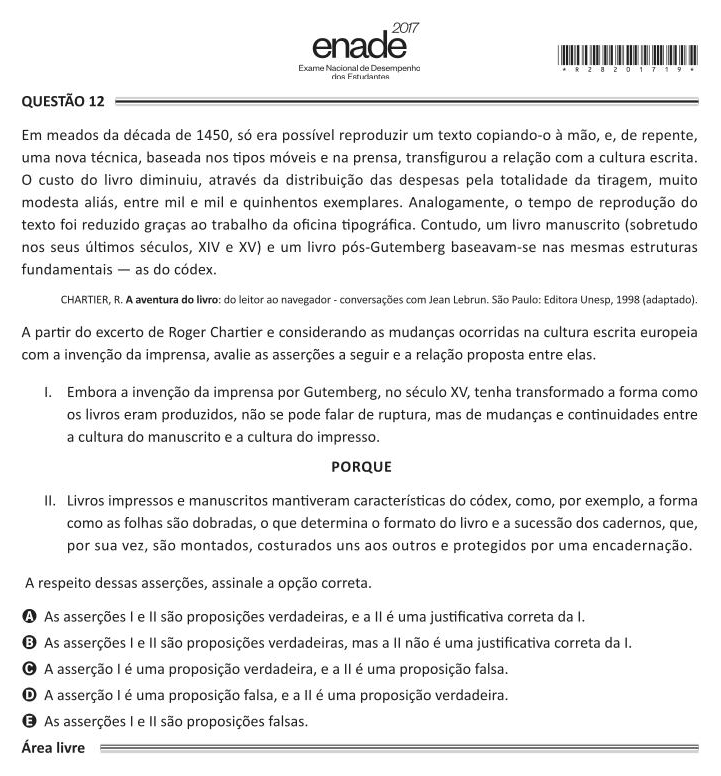 2017
enade
Exame Nacional de Desempenho
dos Estudantes
* R 2 8 2 0 1 7 1 9 *
QUESTÃO 12
Em meados da década de 1450, só era possível reproduzir um texto copiando-o à mão, e, de repente,
uma nova técnica, baseada nos tipos móveis e na prensa, transfigurou a relação com a cultura escrita.
O custo do livro diminuiu, através da distribuição das despesas pela totalidade da tiragem, muito
modesta aliás, entre mil e mil e quinhentos exemplares. Analogamente, o tempo de reprodução do
texto foi reduzido graças ao trabalho da oficina tipográfica. Contudo, um livro manuscrito (sobretudo
nos seus últimos séculos, XIV e XV) e um livro pós-Gutemberg baseavam-se nas mesmas estruturas
fundamentais — as do códex.
CHARTIER, R. A aventura do livro: do leitor ao navegador - conversações com Jean Lebrun. São Paulo: Editora Unesp, 1998 (adaptado).
A partir do excerto de Roger Chartier e considerando as mudanças ocorridas na cultura escrita europeia
com a invenção da imprensa, avalie as asserções a seguir e a relação proposta entre elas.
I. Embora a invenção da imprensa por Gutemberg, no século XV, tenha transformado a forma como
os livros eram produzidos, não se pode falar de ruptura, mas de mudanças e continuidades entre
a cultura do manuscrito e a cultura do impresso.
PORQUE
II. Livros impressos e manuscritos mantiveram características do códex, como, por exemplo, a forma
como as folhas são dobradas, o que determina o formato do livro e a sucessão dos cadernos, que,
por sua vez, são montados, costurados uns aos outros e protegidos por uma encadernação.
A respeito dessas asserções, assinale a opção correta.
A As asserções I e II são proposições verdadeiras, e a II é uma justificativa correta da I.
B As asserções I e II são proposições verdadeiras, mas a II não é uma justificativa correta da I.
C A asserção I é uma proposição verdadeira, e a II é uma proposição falsa.
D A asserção I é uma proposição falsa, e a II é uma proposição verdadeira.
E As asserções I e II são proposições falsas.
Área livre